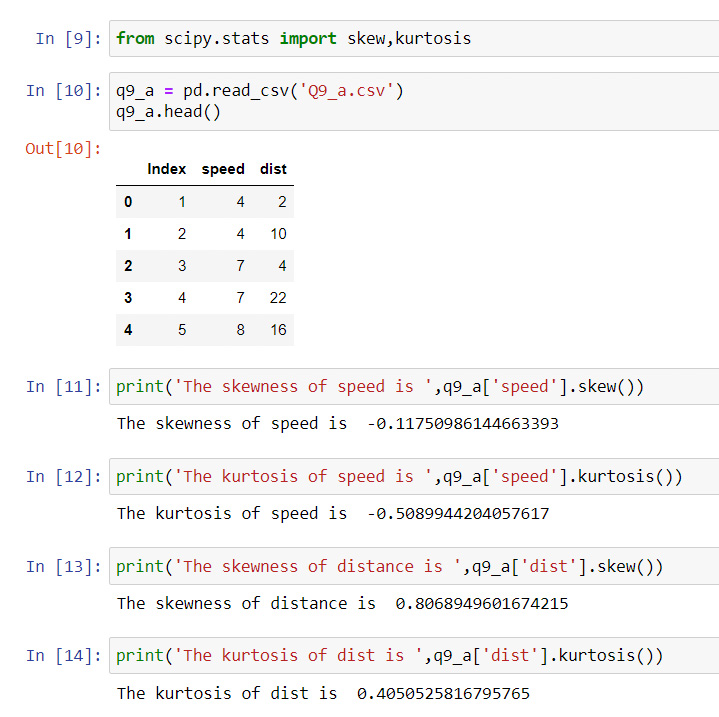 In [9]: from scipy.stats import skew,kurtosis
In [10]: q9_a = pd.read_csv('Q9_a.csv')
q9_a.head()
Out[10]:
Index speed dist
0 1 4 2
1 2 4 10
2 3 7 4
3 4 7 22
4 5 8 16
In [11]: print('The skewness of speed is ',q9_a['speed'].skew())
The skewness of speed is  -0.11750986144663393
In [12]: print('The kurtosis of speed is ',q9_a['speed'].kurtosis())
The kurtosis of speed is  -0.5089944204057617
In [13]: print('The skewness of distance is ',q9_a['dist'].skew())
The skewness of distance is  0.8068949601674215
In [14]: print('The kurtosis of dist is ',q9_a['dist'].kurtosis())
The kurtosis of dist is  0.4050525816795765